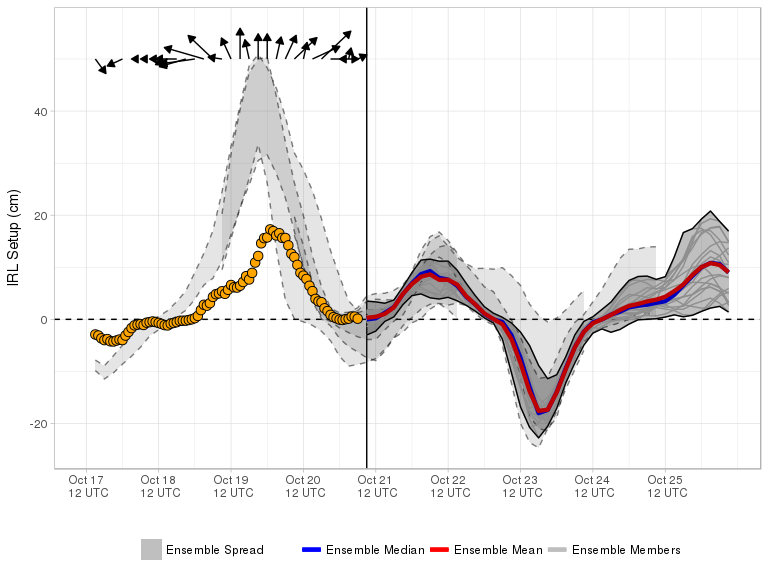 IRL Setup (cm)
40
20
0
-20
Oct 17 Oct 18 Oct 19 Oct 20 Oct 21 Oct 22 Oct 23 Oct 24 Oct 25
12 UTC 12 UTC 12 UTC 12 UTC 12 UTC 12 UTC 12 UTC 12 UTC 12 UTC
Ensemble Spread Ensemble Median Ensemble Mean Ensemble Members